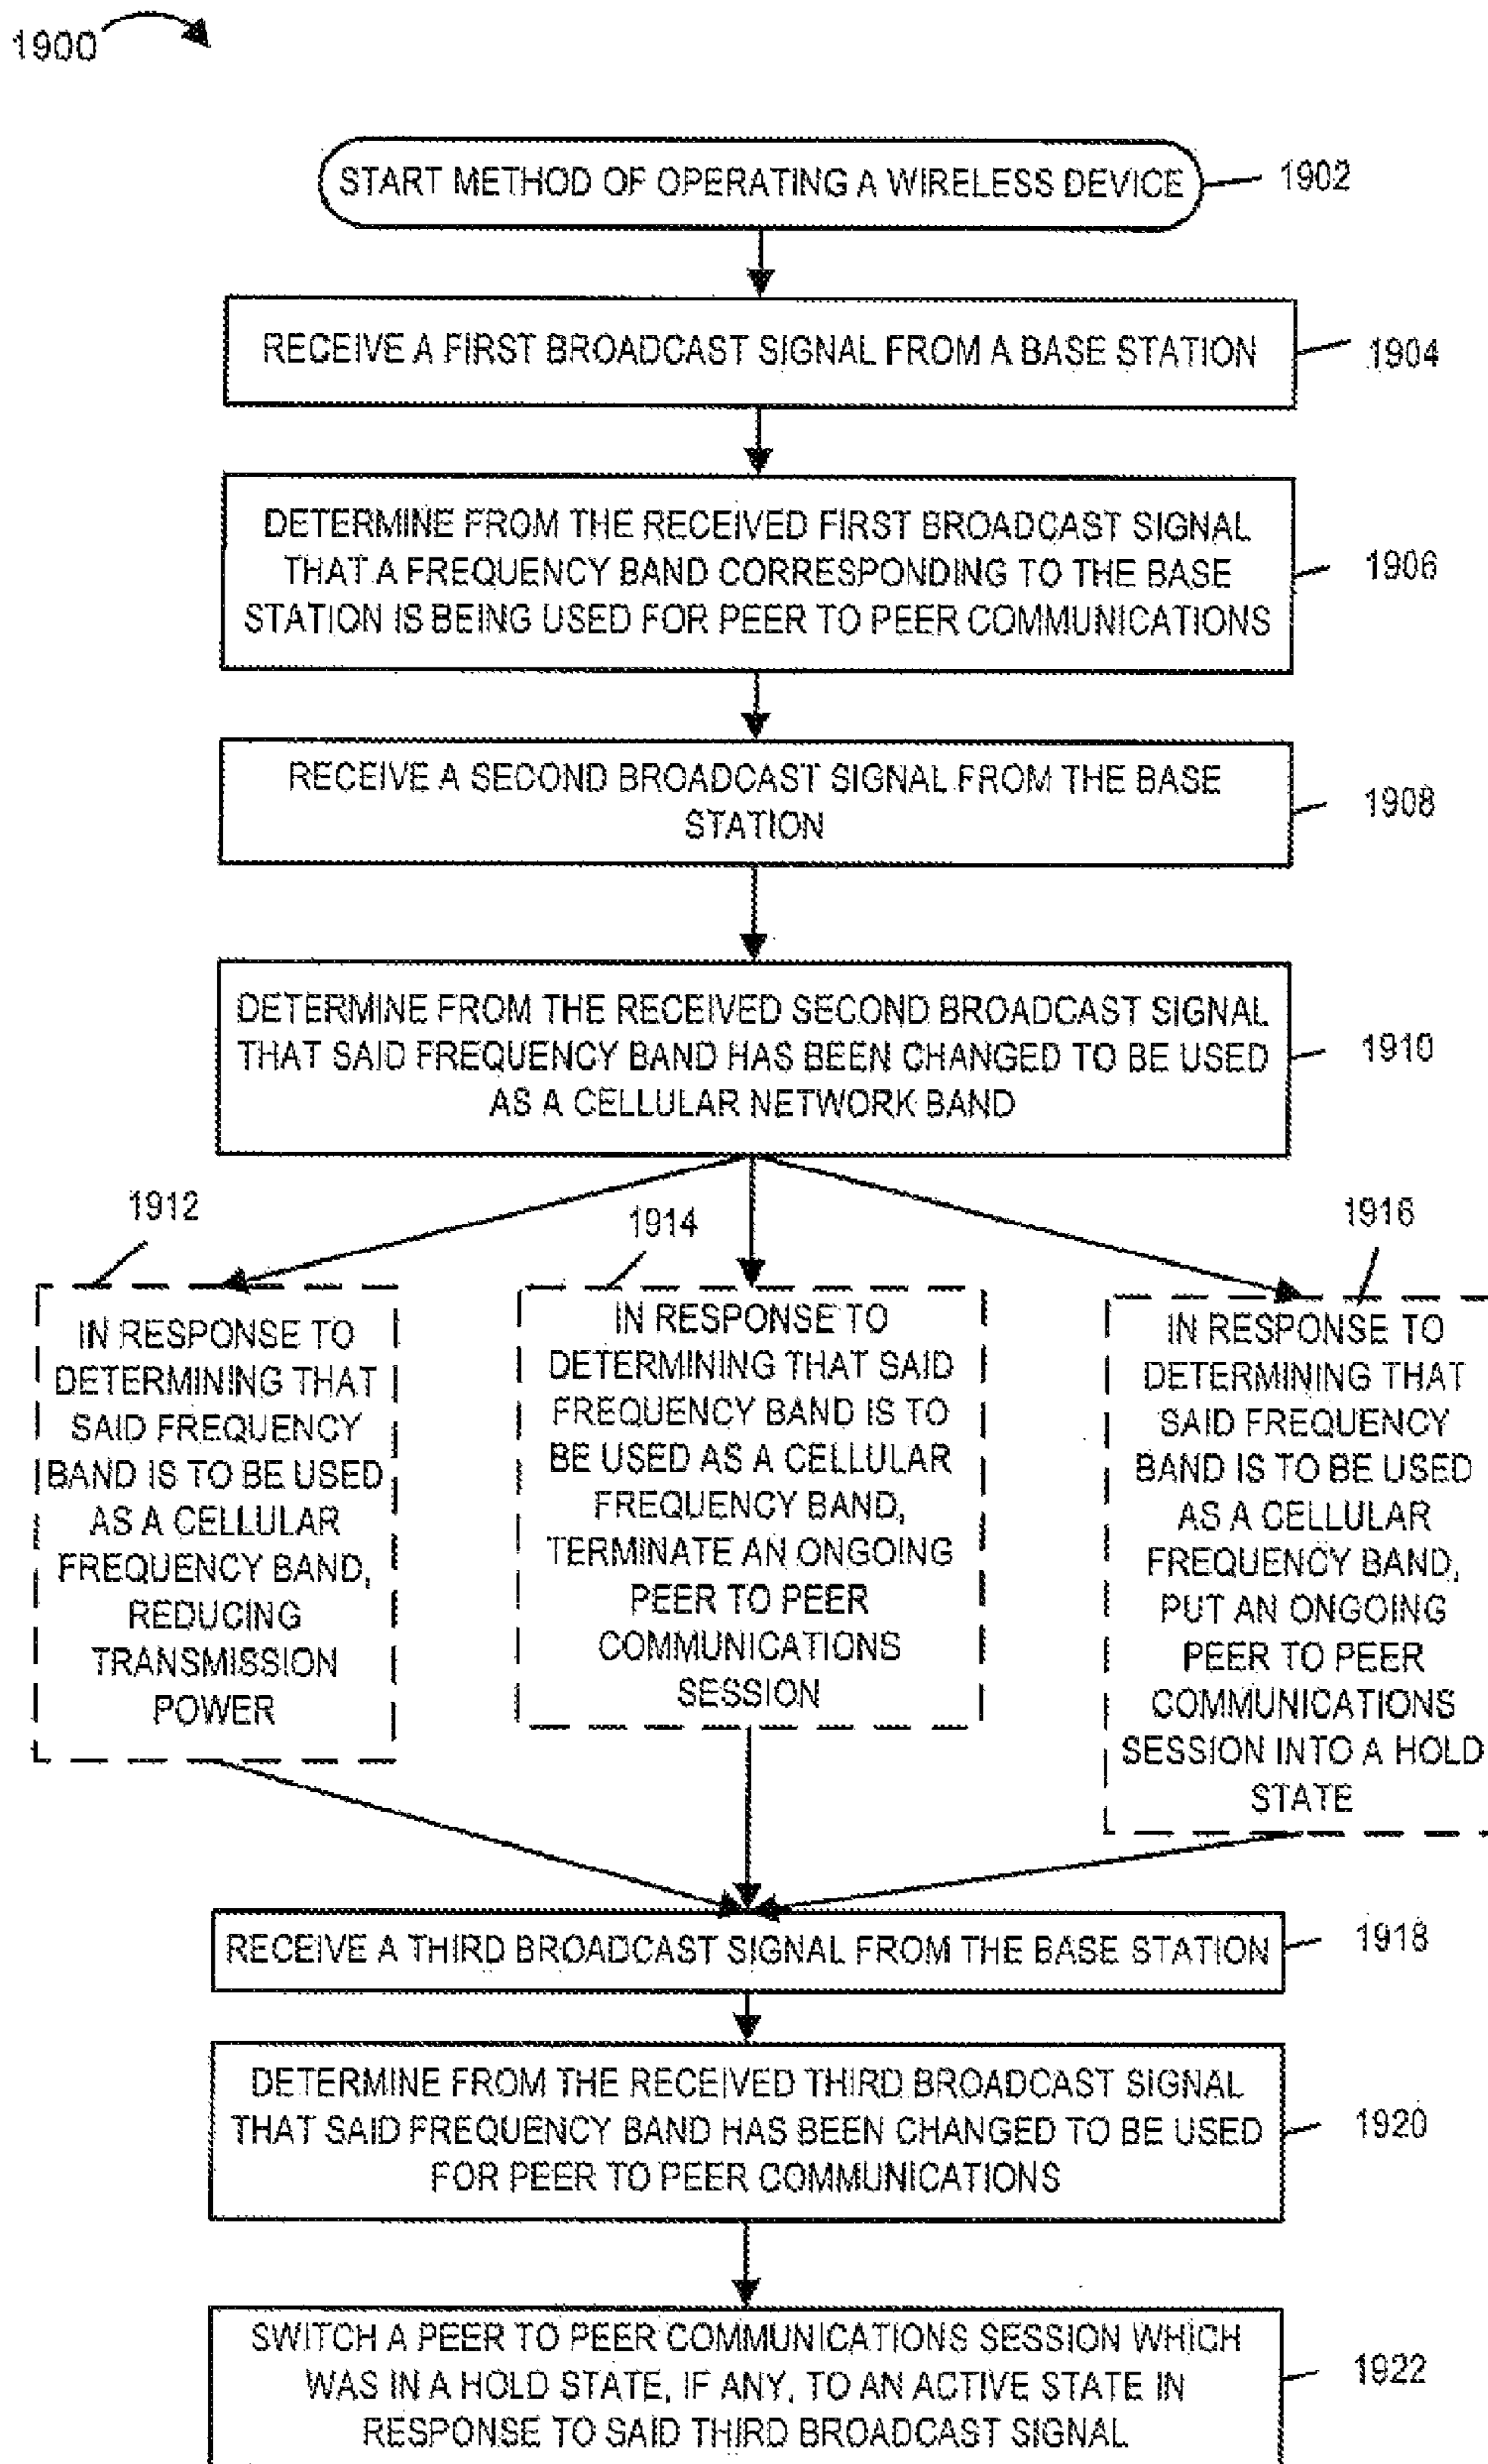 1900
START METHOD OF OPERATING A WIRELESS DEVICE
1902
RECEIVE A FIRST BROADCAST SIGNAL FROM A BASE STATION
1904
DETERMINE FROM THE RECEIVED FIRST BROADCAST SIGNAL
THAT A FREQUENCY BAND CORRESPONDING TO THE BASE
STATION IS BEING USED FOR PEER TO PEER COMMUNICATIONS
1906
RECEIVE A SECOND BROADCAST SIGNAL FROM THE BASE
STATION
1908
DETERMINE FROM THE RECEIVED SECOND BROADCAST SIGNAL
THAT SAID FREQUENCY BAND HAS BEEN CHANGED TO BE USED
AS A CELLULAR NETWORK BAND
1910
1912
IN RESPONSE TO
DETERMINING THAT
SAID FREQUENCY
BAND IS TO BE USED
AS A CELLULAR
FREQUENCY BAND,
REDUCING
TRANSMISSION
POWER
1914
IN RESPONSE TO
DETERMINING THAT SAID
FREQUENCY BAND IS TO
BE USED AS A CELLULAR
FREQUENCY BAND,
TERMINATE AN ONGOING
PEER TO PEER
COMMUNICATIONS
SESSION
1916
IN RESPONSE TO
DETERMINING THAT
SAID FREQUENCY
BAND IS TO BE USED
AS A CELLULAR
FREQUENCY BAND,
PUT AN ONGOING
PEER TO PEER
COMMUNICATIONS
SESSION INTO A HOLD
STATE
RECEIVE A THIRD BROADCAST SIGNAL FROM THE BASE STATION
1918
DETERMINE FROM THE RECEIVED THIRD BROADCAST SIGNAL
THAT SAID FREQUENCY BAND HAS BEEN CHANGED TO BE USED
FOR PEER TO PEER COMMUNICATIONS
1920
SWITCH A PEER TO PEER COMMUNICATIONS SESSION WHICH
WAS IN A HOLD STATE, IF ANY, TO AN ACTIVE STATE IN
RESPONSE TO SAID THIRD BROADCAST SIGNAL
1922